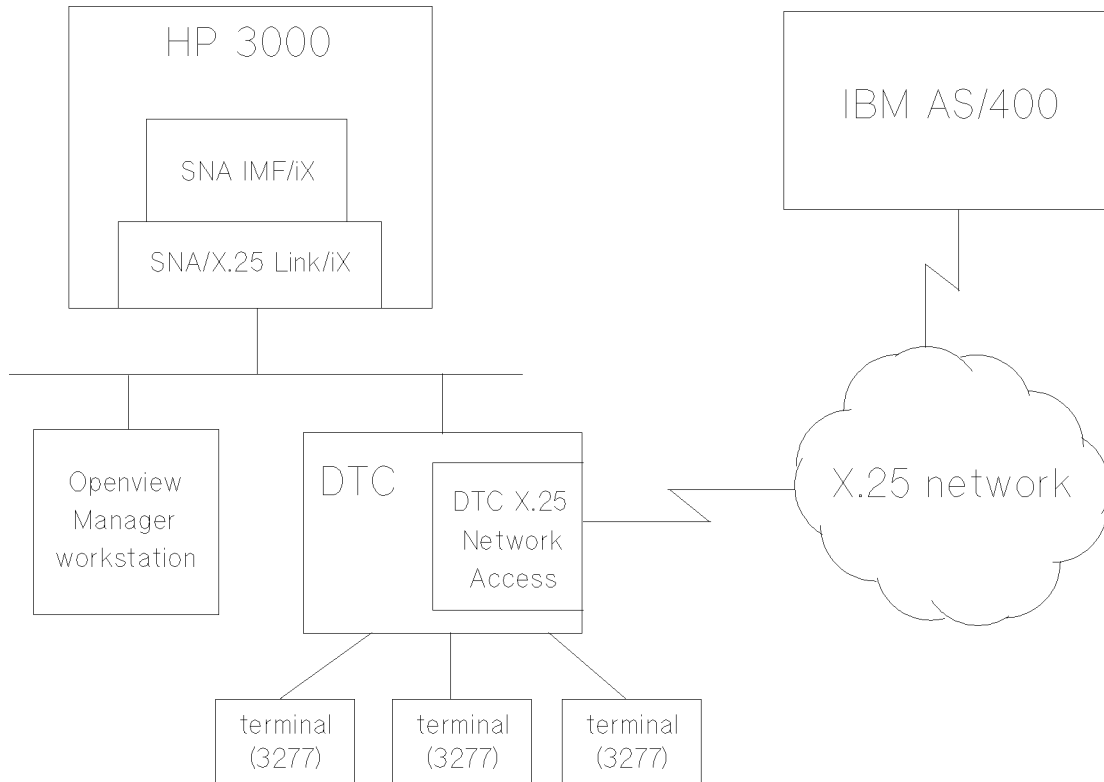 HP 3000
IBM AS/400
SNA IMF/iX
SNA/X.25 Link/iX
Openview
Manager
workstation
DTC
DTC X.25
Network
Access
X.25 network
terminal
(3277)
terminal
(3277)
terminal
(3277)